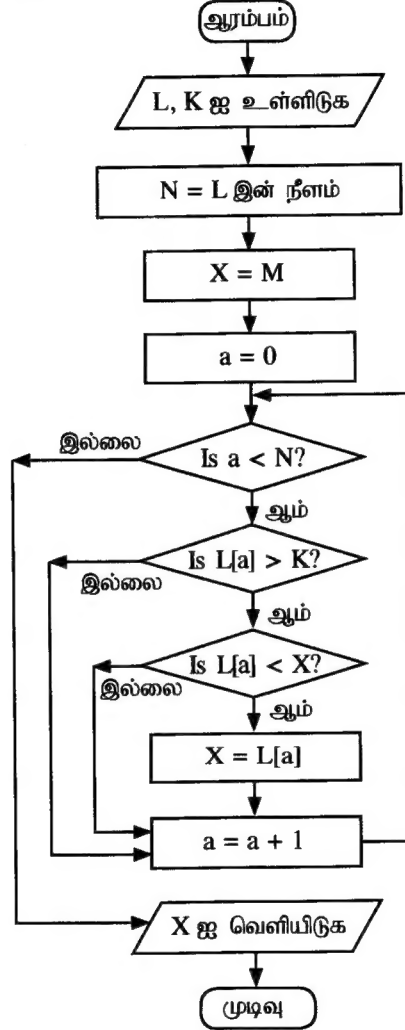 ஆரம்பம்
L, K ஐ உள்ளிடுக
N = L இன் நீளம்
X = M
a = 0
இல்லை
Is a < N?
ஆம்
Is L[a] > K?
இல்லை
ஆம்
Is L[a] < X?
இல்லை
ஆம்
X = L[a]
a = a + 1
X ஐ வெளியிடுக
முடிவு